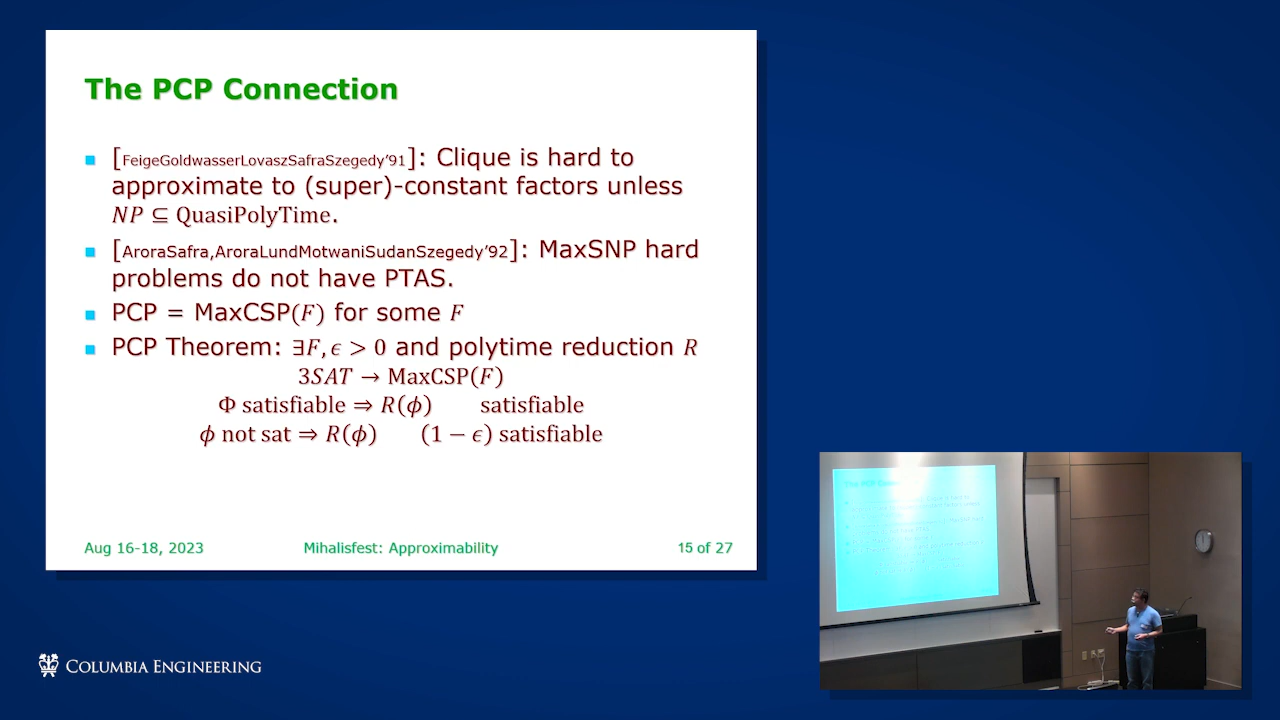 The PCP Connection
[FeigeGoldwasserLovaszSafraSzegedy'91]: Clique is hard to
approximate to (super)-constant factors unless
NP ⊆ QuasiPolyTime.
[AroraSafra,AroraLundMotwaniSudanSzegedy'92]: MaxSNP hard
problems do not have PTAS.
PCP = MaxCSP(F) for some F
PCP Theorem: ∃F, ϵ > 0 and polytime reduction R
3SAT → MaxCSP(F)
Φ satisfiable ⇒ R(ϕ) satisfiable
ϕ not sat ⇒ R(ϕ) (1 − ϵ) satisfiable
Aug 16-18, 2023 Mihalisfest: Approximability 15 of 27
COLUMBIA ENGINEERING